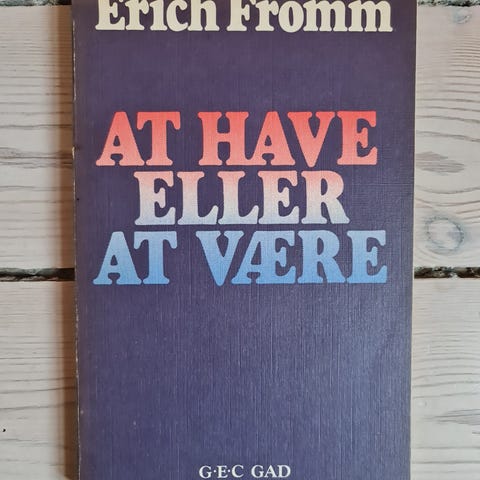 Erich Fromm
AT HAVE
ELLER
AT VÆRE
G·E·C GAD